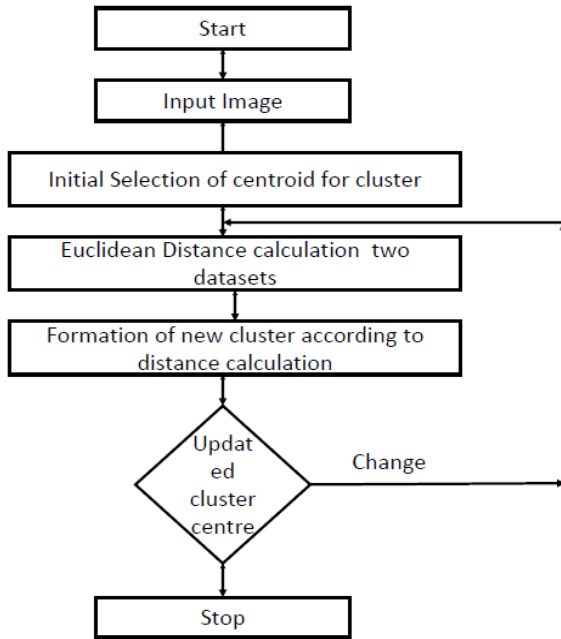 Start
Input Image
Initial Selection of centroid for cluster
Euclidean Distance calculation two
datasets
Formation of new cluster according to
distance calculation
Updat
ed
cluster
centre
Change
Stop